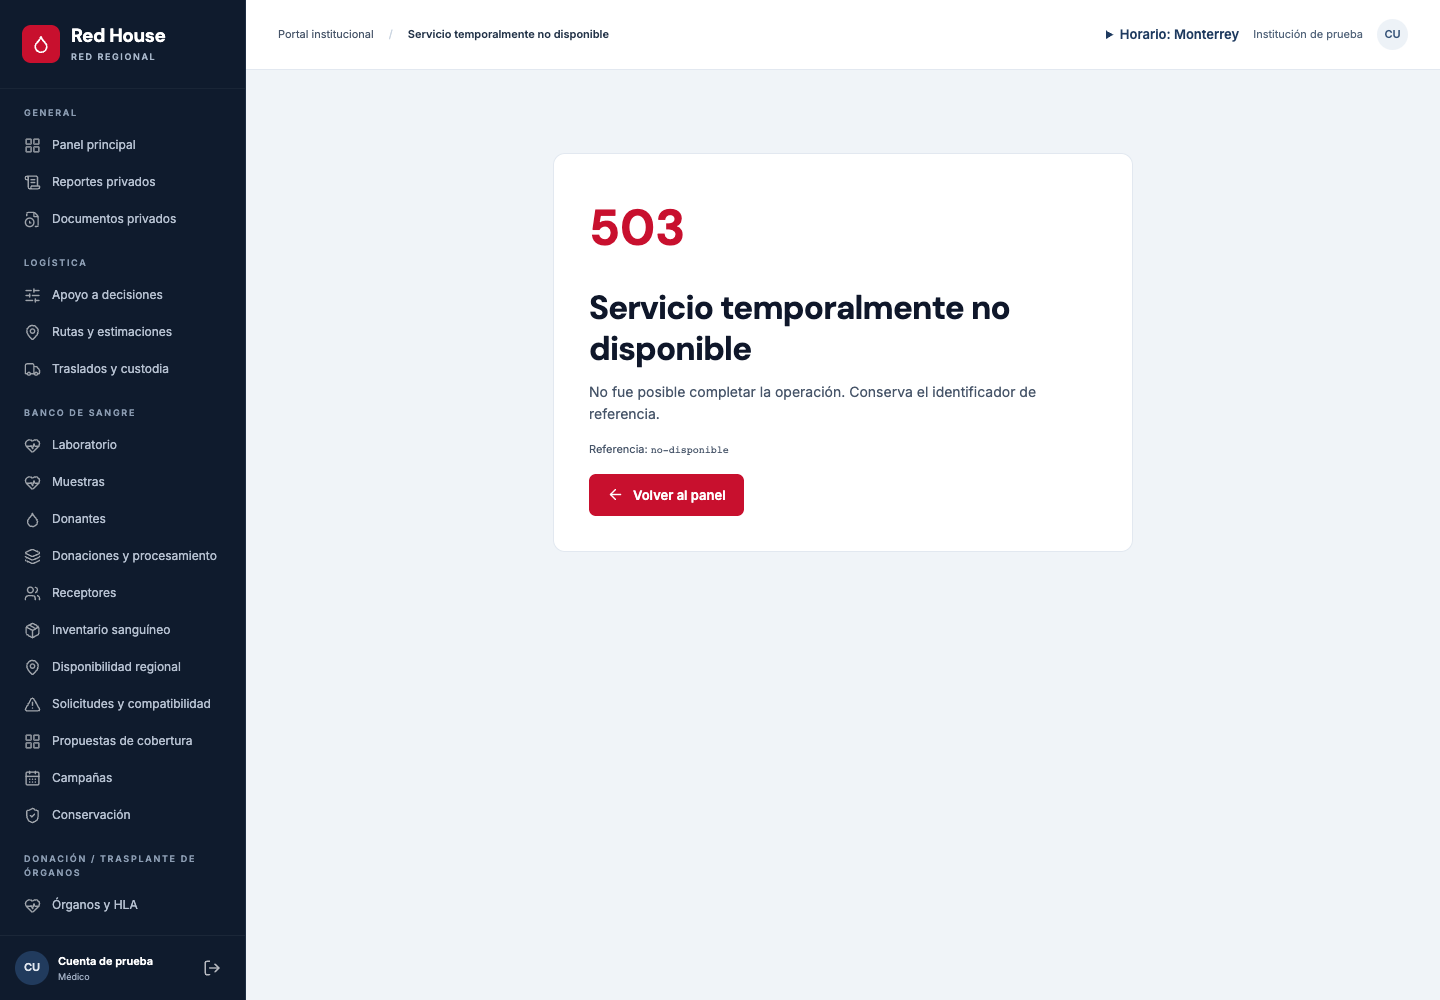 Red House
RED REGIONAL
GENERAL
Panel principal
Reportes privados
Documentos privados
LOGÍSTICA
Apoyo a decisiones
Rutas y estimaciones
Traslados y custodia
BANCO DE SANGRE
Laboratorio
Muestras
Donantes
Donaciones y procesamiento
Receptores
Inventario sanguíneo
Disponibilidad regional
Solicitudes y compatibilidad
Propuestas de cobertura
Campañas
Conservación
DONACIÓN / TRASPLANTE DE
ÓRGANOS
Órganos y HLA
CU
Cuenta de prueba
Médico
Portal institucional / Servicio temporalmente no disponible
Horario: Monterrey
Institución de prueba
CU
503
Servicio temporalmente no
disponible
No fue posible completar la operación. Conserva el identificador de
referencia.
Referencia: no-disponible
Volver al panel